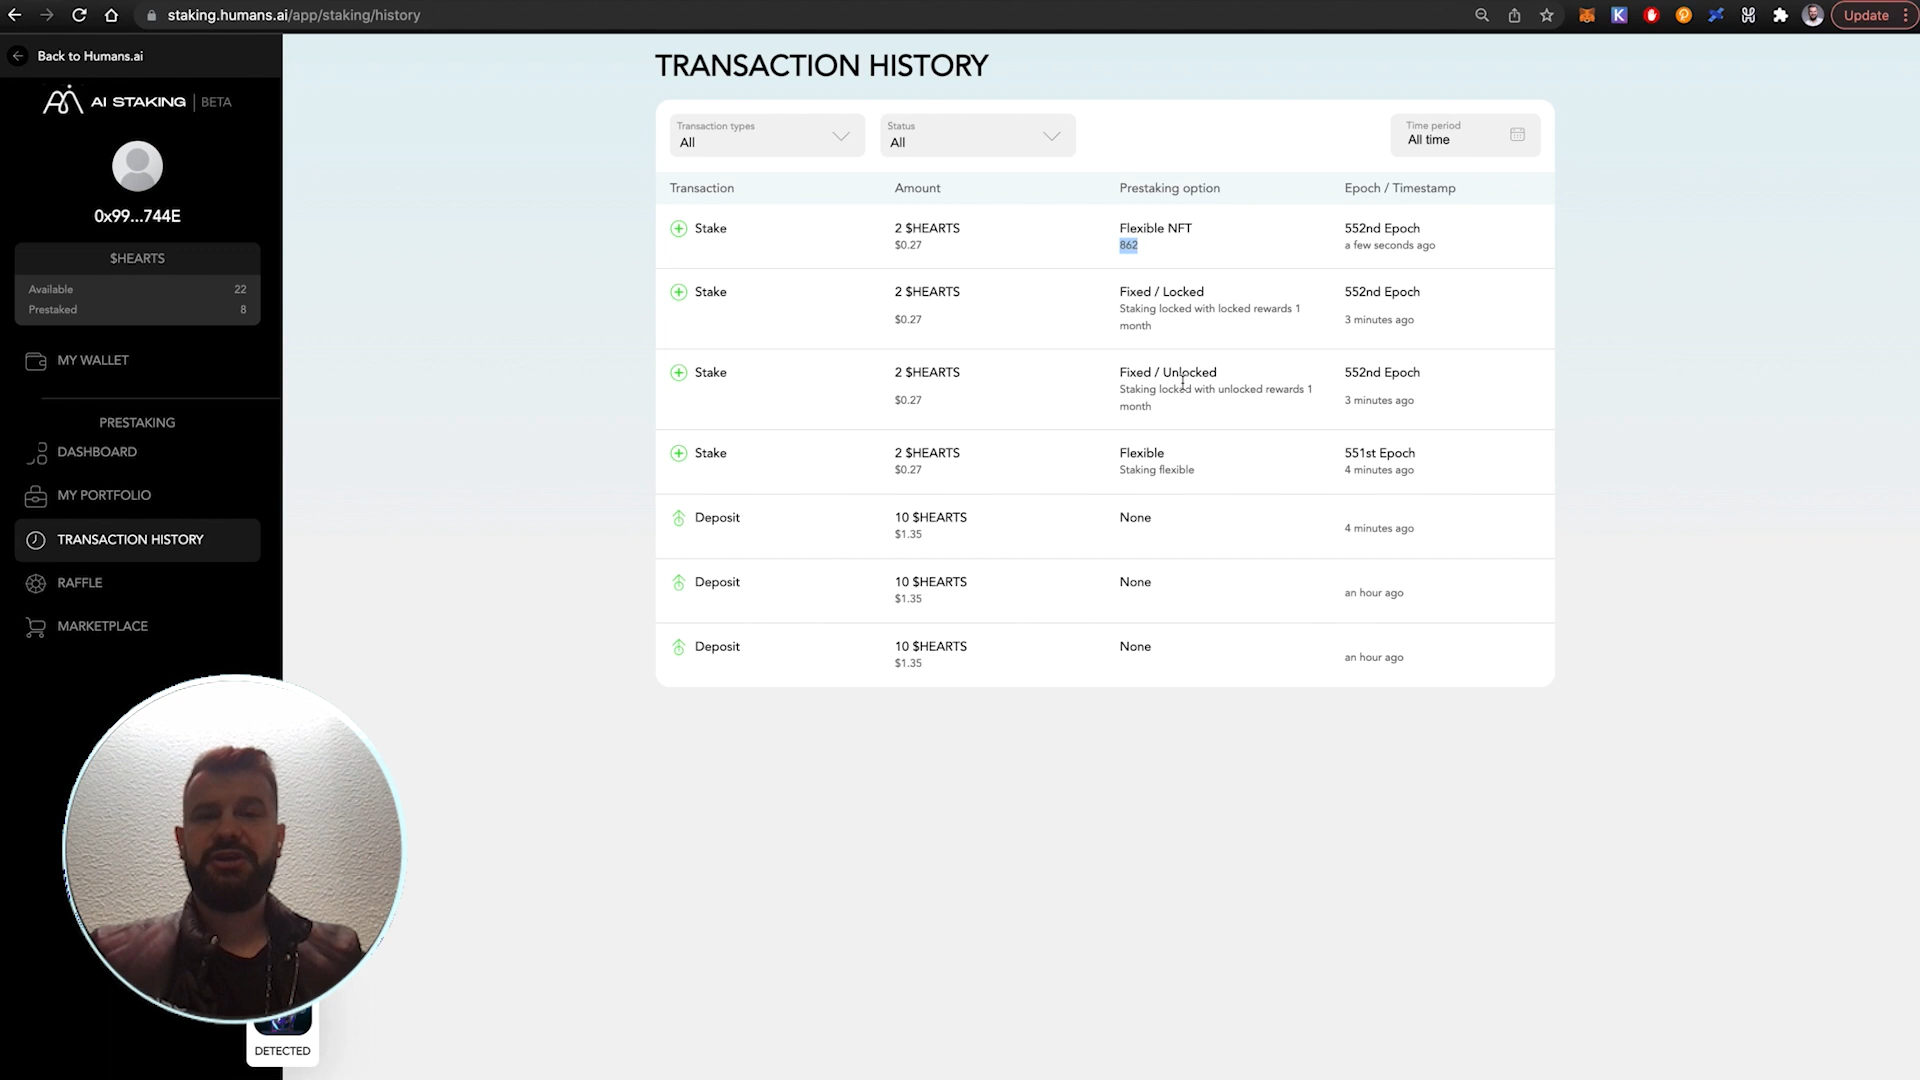 staking.humans.ai/app/staking/history
Update
Back to Humans.ai
AI STAKING | BETA
0x99...744E
$HEARTS
Available 22
Prestaked 8
MY WALLET
PRESTAKING
DASHBOARD
MY PORTFOLIO
TRANSACTION HISTORY
RAFFLE
MARKETPLACE
DETECTED
TRANSACTION HISTORY
Transaction types
All
Status
All
Time period
All time
Transaction Amount Prestaking option Epoch / Timestamp
Stake 2 $HEARTS Flexible NFT 552nd Epoch
$0.27 862 a few seconds ago
Stake 2 $HEARTS Fixed / Locked 552nd Epoch
Staking locked with locked rewards 1
$0.27 3 minutes ago
month
Stake 2 $HEARTS Fixed / Unlocked 552nd Epoch
Staking locked with unlocked rewards 1
$0.27 3 minutes ago
month
Stake 2 $HEARTS Flexible 551st Epoch
$0.27 Staking flexible 4 minutes ago
Deposit 10 $HEARTS None
$1.35 4 minutes ago
Deposit 10 $HEARTS None
$1.35 an hour ago
Deposit 10 $HEARTS None
$1.35 an hour ago